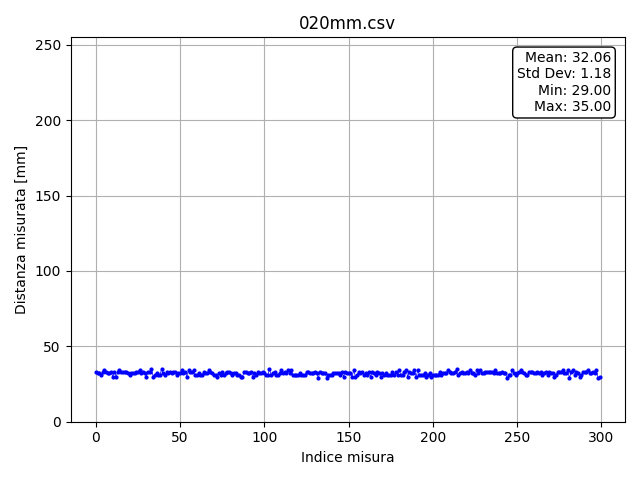 020mm.csv
Mean: 32.06
Std Dev: 1.18
Min: 29.00
Max: 35.00
250
200
150
100
50
0
Distanza misurata [mm]
0 50 100 150 200 250 300
Indice misura